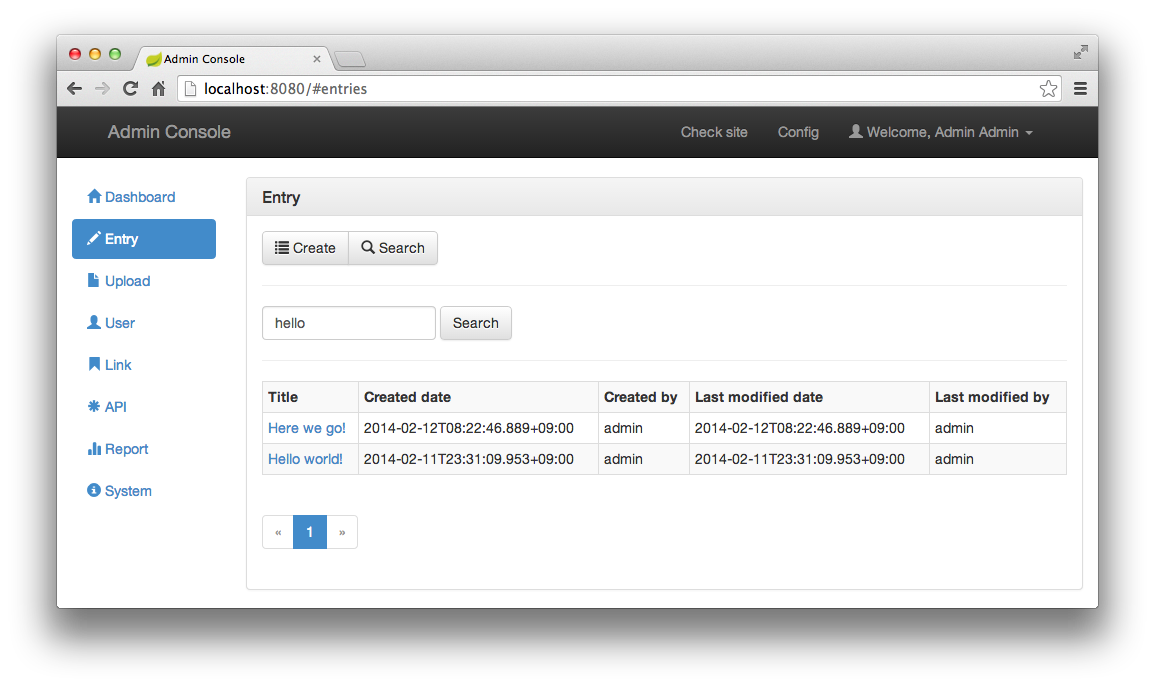 Admin Console
localhost:8080/#entries
Admin Console Check site Config Welcome, Admin Admin
Dashboard
Entry
Upload
User
Link
API
Report
System
Entry
Create Search
hello Search
Title Created date Created by Last modified date Last modified by
Here we go! 2014-02-12T08:22:46.889+09:00 admin 2014-02-12T08:22:46.889+09:00 admin
Hello world! 2014-02-11T23:31:09.953+09:00 admin 2014-02-11T23:31:09.953+09:00 admin
« 1 »